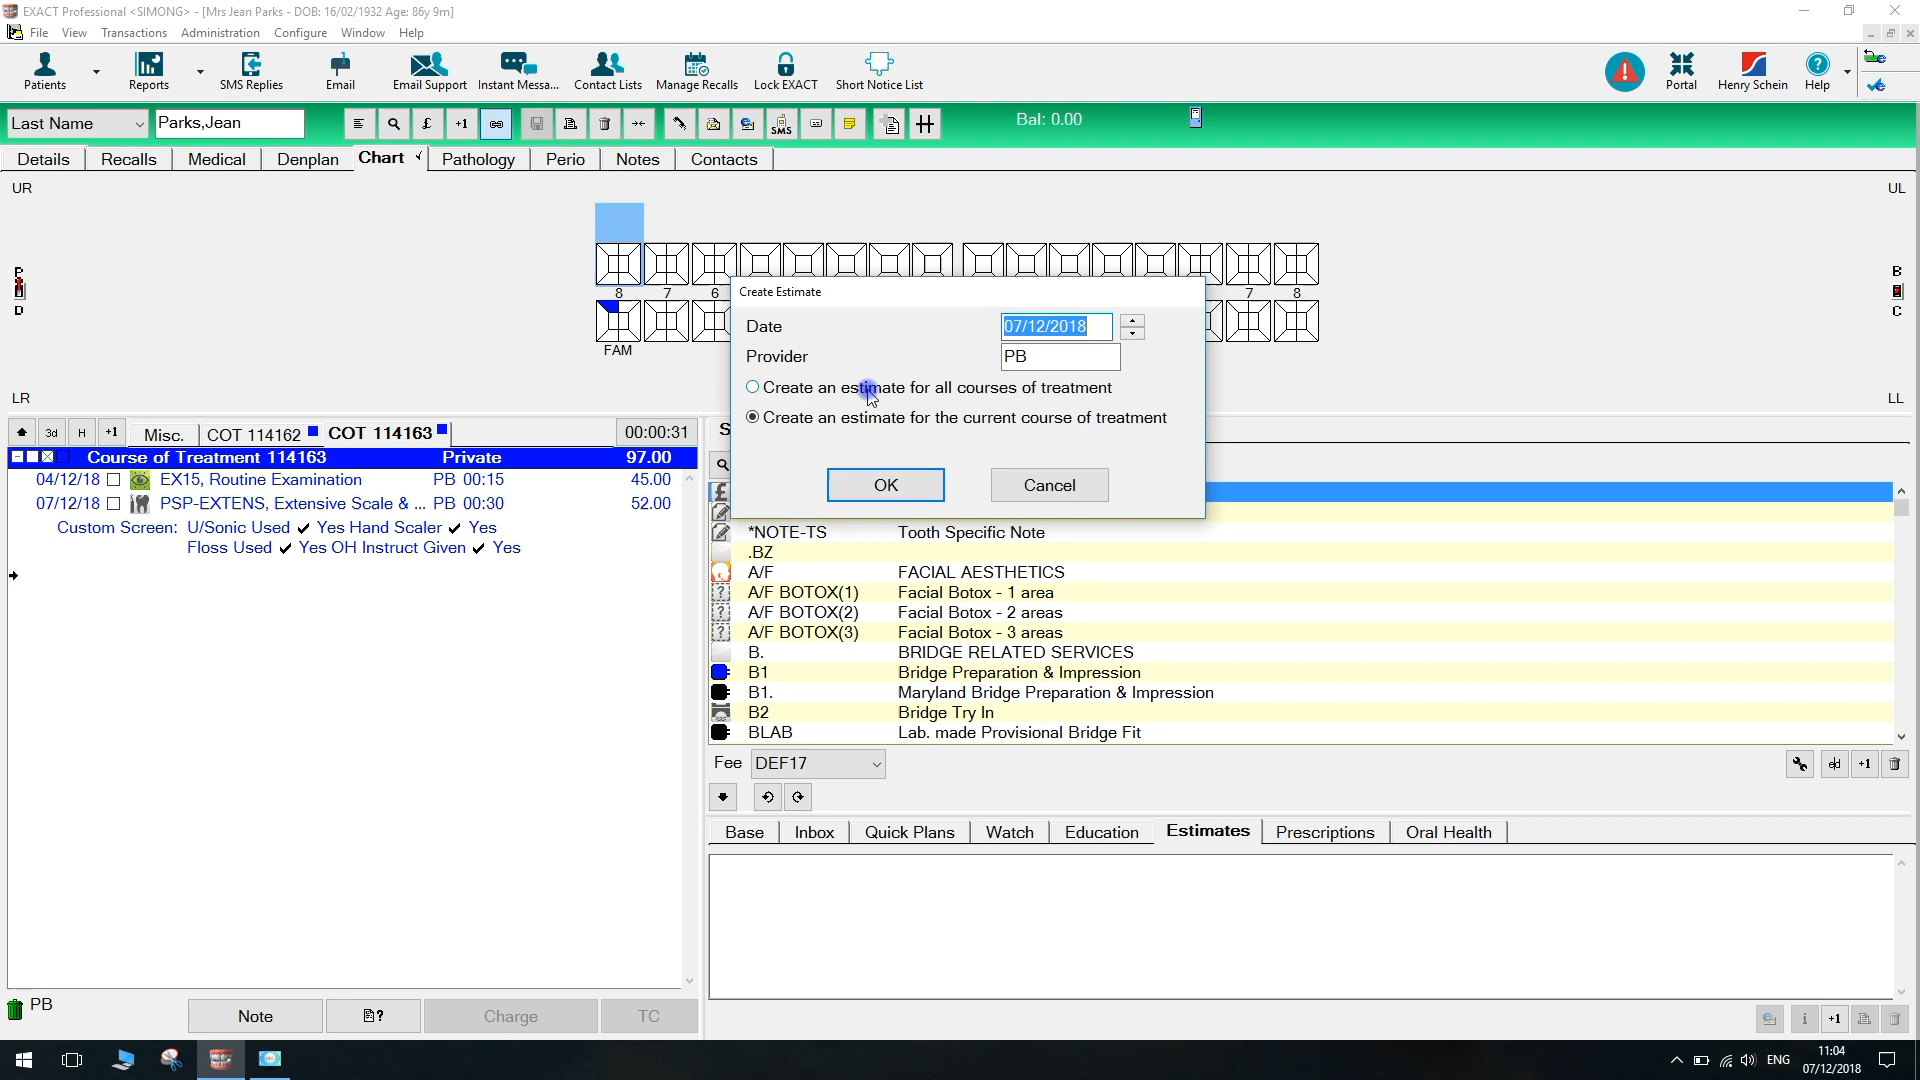 EXACT Professional <SIMONG> - [Mrs Jean Parks - DOB: 16/02/1932 Age: 86y 9m]
File View Transactions Administration Configure Window Help
Patients Reports SMS Replies Email Email Support Instant Messa... Contact Lists Manage Recalls Lock EXACT Short Notice List Portal Henry Schein Help
Last Name Parks,Jean £ +1 SMS Bal: 0.00
Details Recalls Medical Denplan Chart Pathology Perio Notes Contacts
UR UL
P B
D C
8 7 6 7 8
FAM
LR LL
Create Estimate
Date 07/12/2018
Provider PB
Create an estimate for all courses of treatment
Create an estimate for the current course of treatment
OK Cancel
3d H +1 Misc. COT 114162 COT 114163 00:00:31 S
Course of Treatment 114163 Private 97.00
04/12/18 EX15, Routine Examination PB 00:15 45.00
07/12/18 PSP-EXTENS, Extensive Scale & ... PB 00:30 52.00
Custom Screen: U/Sonic Used Yes Hand Scaler Yes
Floss Used Yes OH Instruct Given Yes
£
*NOTE-TS Tooth Specific Note
.BZ
A/F FACIAL AESTHETICS
? A/F BOTOX(1) Facial Botox - 1 area
? A/F BOTOX(2) Facial Botox - 2 areas
? A/F BOTOX(3) Facial Botox - 3 areas
B. BRIDGE RELATED SERVICES
B1 Bridge Preparation & Impression
B1. Maryland Bridge Preparation & Impression
B2 Bridge Try In
BLAB Lab. made Provisional Bridge Fit
Fee DEF17 +1
Base Inbox Quick Plans Watch Education Estimates Prescriptions Oral Health
PB Note ? Charge TC i +1
ENG 11:04
07/12/2018